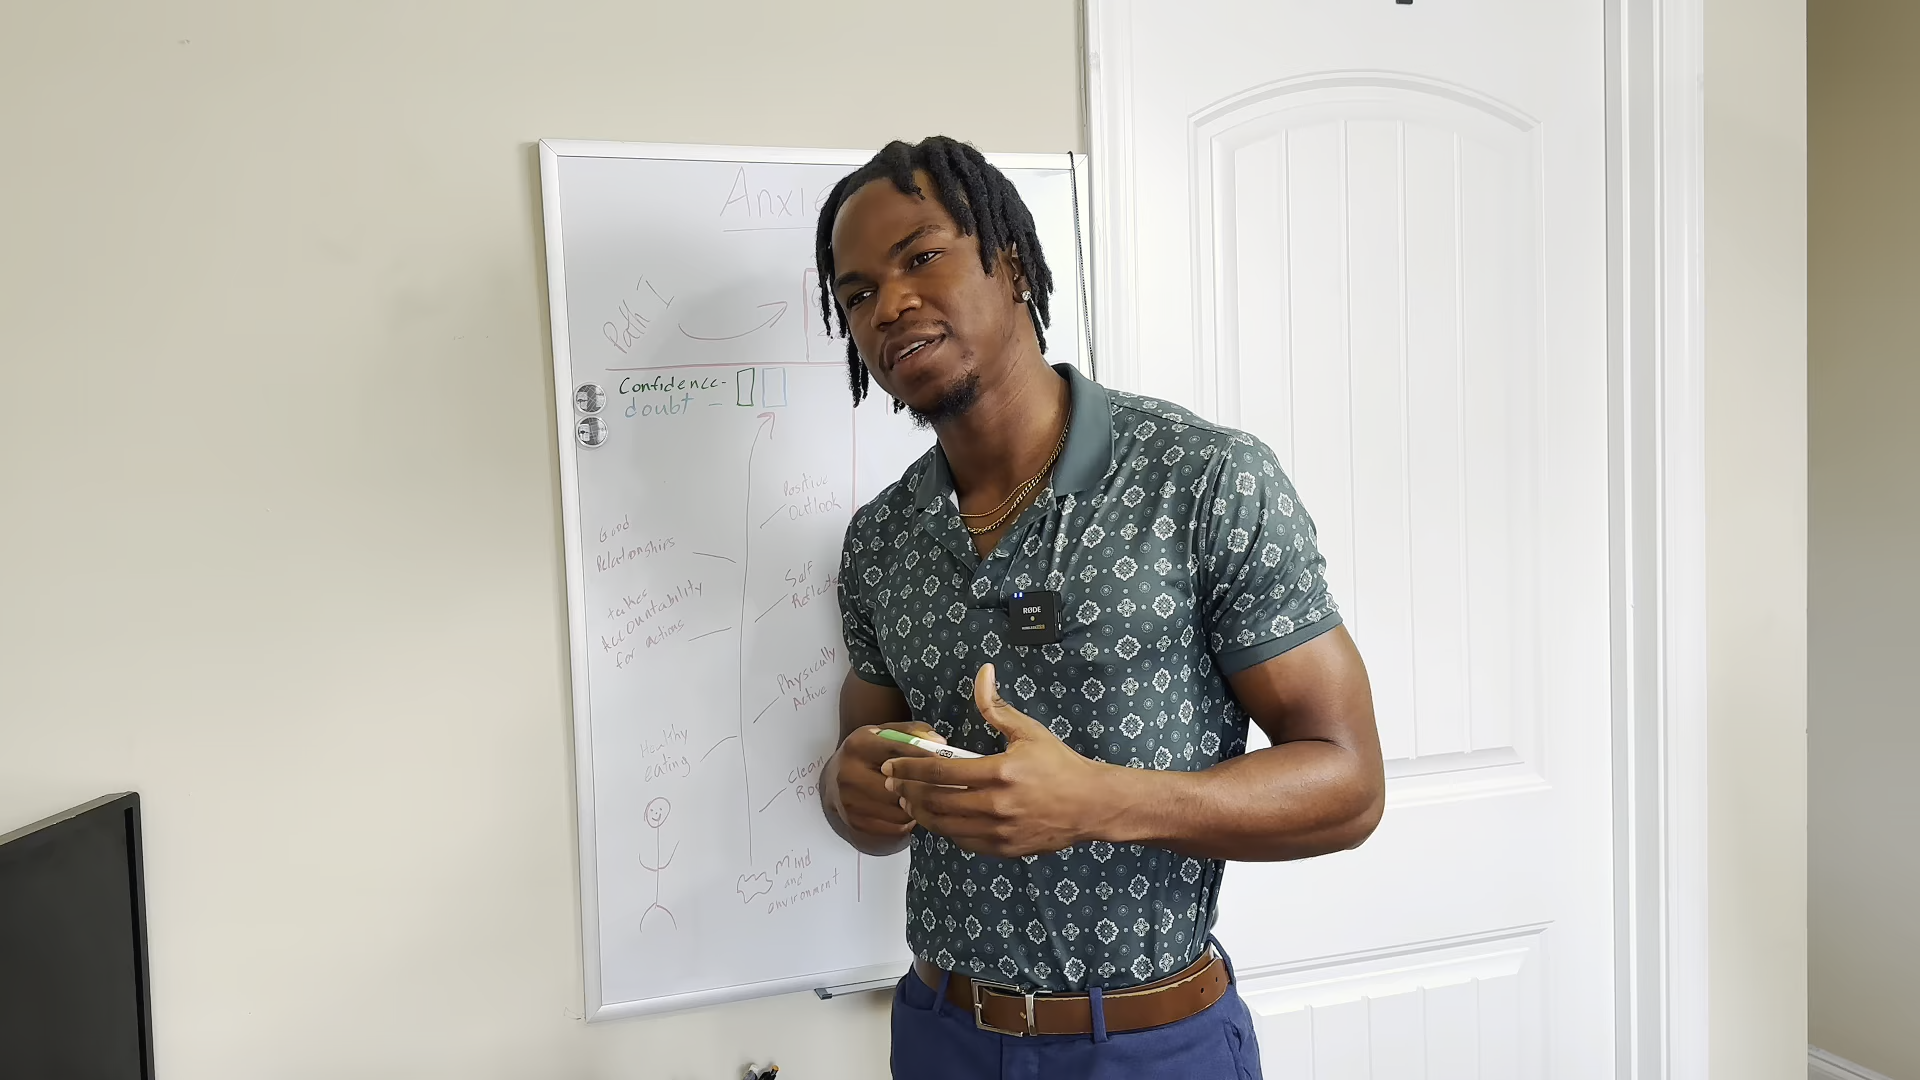 Anxie
Path 1
Confidence-
doubt -
Positive
Outlook
Good
Relationships
Self
Reflects
takes
Accountability
for actions
Physically
Active
Healthy
eating
Clean
Mind
and
environment
RØDE